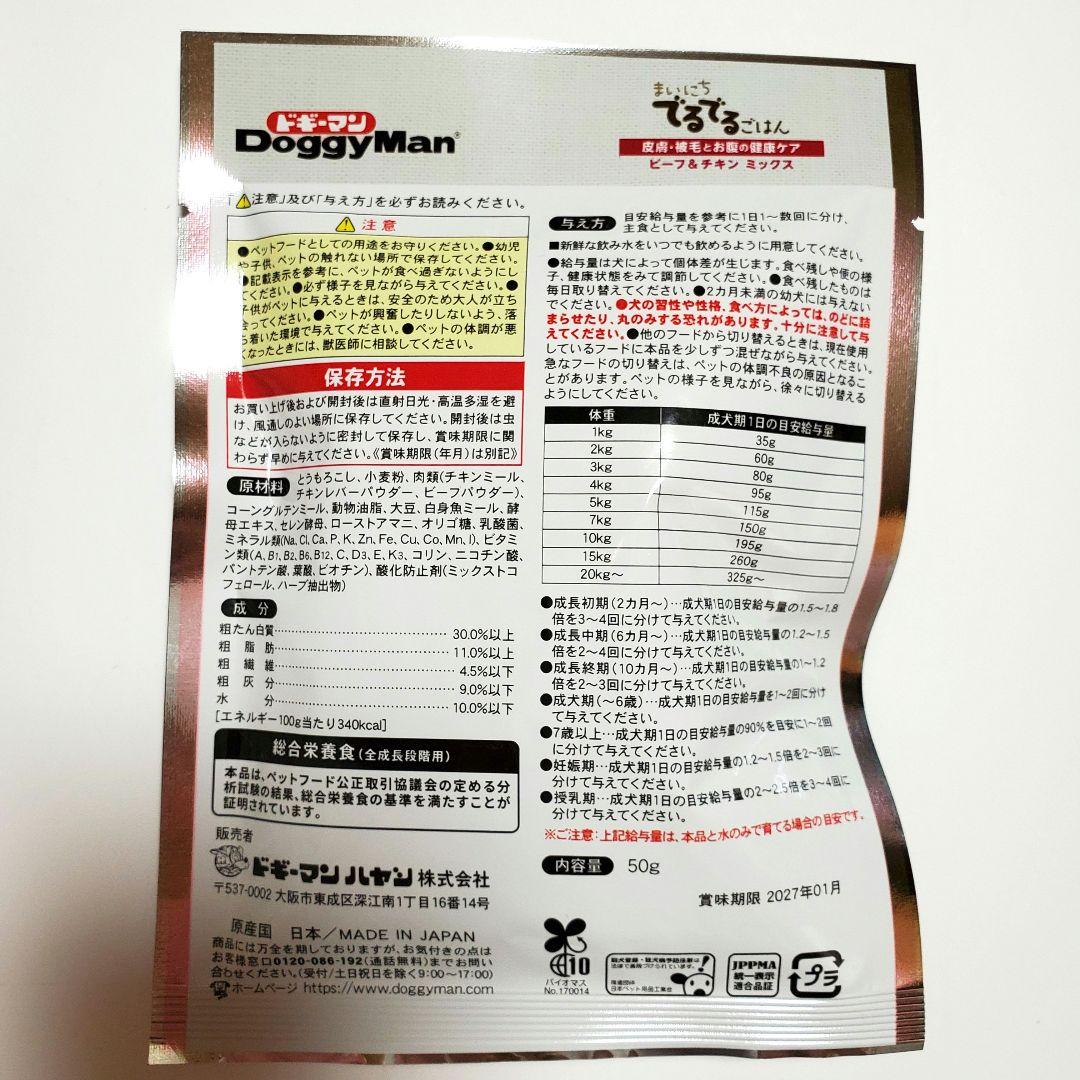 ドギーマン
DoggyMan®
まいにち
でるでるごはん
皮膚・被毛とお腹の健康ケア
ビーフ&チキン ミックス
「⚠注意」及び「与え方」を必ずお読みください。
⚠ 注意
●ペットフードとしての用途をお守りください。●幼児
や子供、ペットの触れない場所で保存してください。
●記載表示を参考に、ペットが食べ過ぎないようにし
てください。●必ず様子を見ながら与えてください。●
子供がペットに与えるときは、安全のため大人が立ち
会ってください。●ペットが興奮したりしないよう、落
ち着いた環境で与えてください。●ペットの体調が悪
くなったときには、獣医師に相談してください。
保存方法
お買い上げ後および開封後は直射日光・高温多湿を避
け、風通しのよい場所に保存してください。開封後は虫
などが入らないように密封して保存し、賞味期限に関
わらず早めに与えてください。《賞味期限(年月)は別記》
原材料 とうもろこし、小麦粉、肉類(チキンミール、
チキンレバーパウダー、ビーフパウダー)、
コーングルテンミール、動物油脂、大豆、白身魚ミール、酵
母エキス、セレン酵母、ローストアマニ、オリゴ糖、乳酸菌、
ミネラル類(Na, Cl, Ca, P, K, Zn, Fe, Cu, Co, Mn, I)、ビタミ
ン類(A, B1, B2, B6, B12, C, D3, E, K3, コリン、ニコチン酸、
パントテン酸、葉酸、ビオチン)、酸化防止剤(ミックストコ
フェロール、ハーブ抽出物)
成分
粗たん白質…30.0%以上
粗脂肪…11.0%以上
粗繊維…4.5%以下
粗灰分…9.0%以下
水分…10.0%以下
[エネルギー100g当たり340kcal]
総合栄養食(全成長段階用)
本品は、ペットフード公正取引協議会の定める分
析試験の結果、総合栄養食の基準を満たすことが
証明されています。
販売者
ドギーマンハヤシ株式会社
〒537-0002 大阪市東成区深江南1丁目16番14号
原産国 日本/MADE IN JAPAN
商品には万全を期しておりますが、お気付きの点は
お客様窓口0120-086-192(通話無料)までお問い
合わせください。(受付/土日祝日を除く9:00〜17:00)
ホームページ https://www.doggyman.com
与え方 目安給与量を参考に1日1〜数回に分け、
主食として与えてください。
■新鮮な飲み水をいつでも飲めるように用意してください。
●給与量は犬によって個体差が生じます。食べ残しや便の様
子、健康状態をみて調節してください。●食べ残したものは
毎日取り替えてください。●2カ月未満の幼犬には与えない
でください。●犬の習性や性格、食べ方によっては、のどに詰
まらせたり、丸のみする恐れがあります。十分に注意して与
えてください。●他のフードから切り替えるときは、現在使用
しているフードに本品を少しずつ混ぜながら与えてください。
急なフードの切り替えは、ペットの体調不良の原因となるこ
とがあります。ペットの様子を見ながら、徐々に切り替える
ようにしてください。
体重 成犬期1日の目安給与量
1kg 35g
2kg 60g
3kg 80g
4kg 95g
5kg 115g
7kg 150g
10kg 195g
15kg 260g
20kg〜 325g〜
●成長初期(2カ月〜)…成犬期1日の目安給与量の1.5〜1.8
倍を3〜4回に分けて与えてください。
●成長中期(6カ月〜)…成犬期1日の目安給与量の1.2〜1.5
倍を2〜4回に分けて与えてください。
●成長終期(10カ月〜)…成犬期1日の目安給与量の1〜1.2
倍を2〜3回に分けて与えてください。
●成犬期(〜6歳)…成犬期1日の目安給与量を1〜2回に分け
て与えてください。
●7歳以上…成犬期1日の目安給与量の90%を目安に1〜2回
に分けて与えてください。
●妊娠期…成犬期1日の目安給与量の1.2〜1.5倍を2〜3回に
分けて与えてください。
●授乳期…成犬期1日の目安給与量の2〜2.5倍を3〜4回に
分けて与えてください。
※ご注意:上記給与量は、本品と水のみで育てる場合の目安です。
内容量 50g
賞味期限 2027年01月
10
バイオマス
No.170014
飼犬登録・狂犬病予防注射は
法律で義務づけられています。
日本ペット用品工業会
JPPMA
統一表示
適合品証
プラ